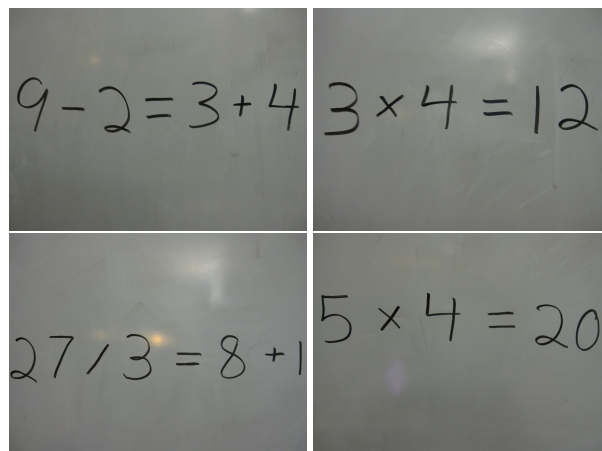 9 - 2 = 3 + 4
3 × 4 = 12
27 / 3 = 8 + 1
5 × 4 = 20